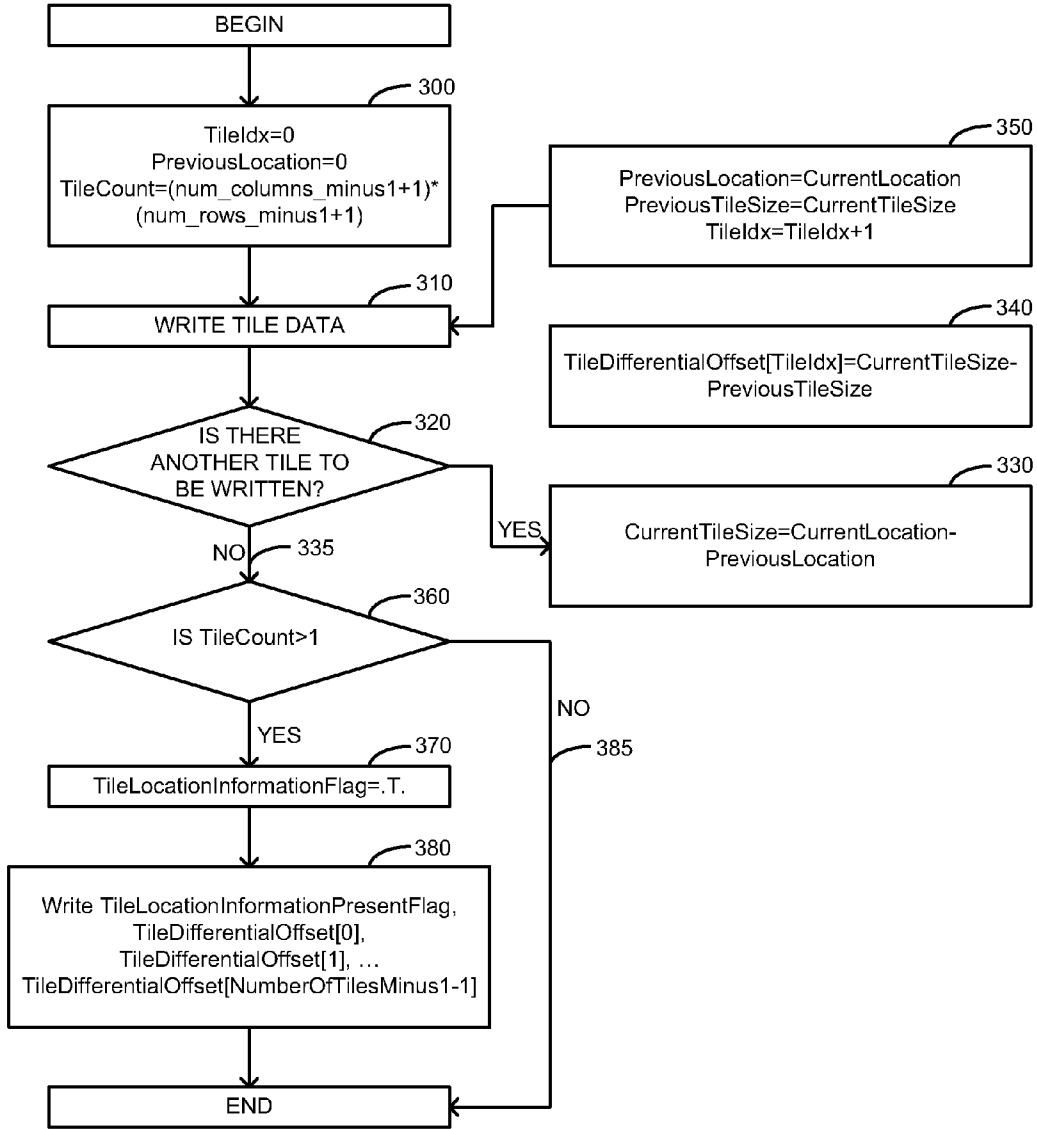 BEGIN
300
TileIdx=0
PreviousLocation=0
TileCount=(num_columns_minus1+1)*
(num_rows_minus1+1)
350
PreviousLocation=CurrentLocation
PreviousTileSize=CurrentTileSize
TileIdx=TileIdx+1
310
WRITE TILE DATA
340
TileDifferentialOffset[TileIdx]=CurrentTileSize-
PreviousTileSize
320
IS THERE
ANOTHER TILE TO
BE WRITTEN?
YES
330
CurrentTileSize=CurrentLocation-
PreviousLocation
NO
335
360
IS TileCount>1
NO
385
YES
370
TileLocationInformationFlag=.T.
380
Write TileLocationInformationPresentFlag,
TileDifferentialOffset[0],
TileDifferentialOffset[1], …
TileDifferentialOffset[NumberOfTilesMinus1-1]
END